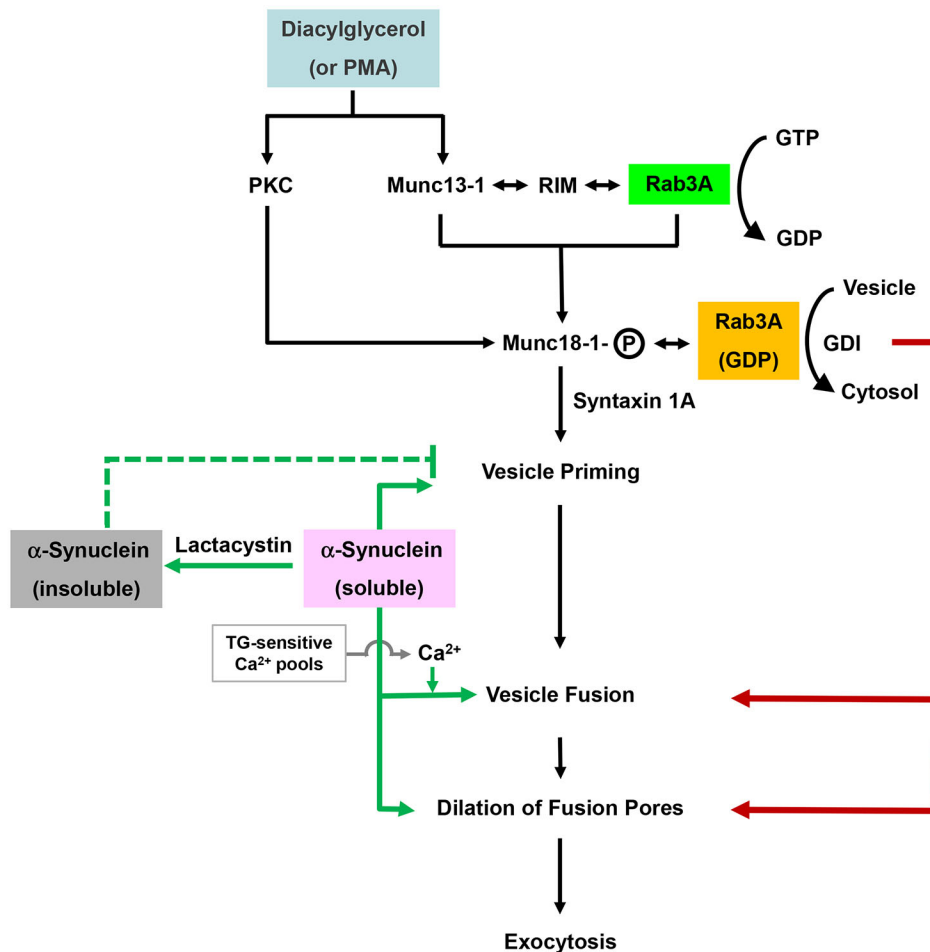 Diacylglycerol
(or PMA)
GTP
PKC
Munc13-1
RIM
Rab3A
GDP
Vesicle
Munc18-1-
P
Rab3A
(GDP)
GDI
Cytosol
Syntaxin 1A
Vesicle Priming
α-Synuclein
(insoluble)
Lactacystin
α-Synuclein
(soluble)
TG-sensitive
Ca²⁺ pools
Ca²⁺
Vesicle Fusion
Dilation of Fusion Pores
Exocytosis